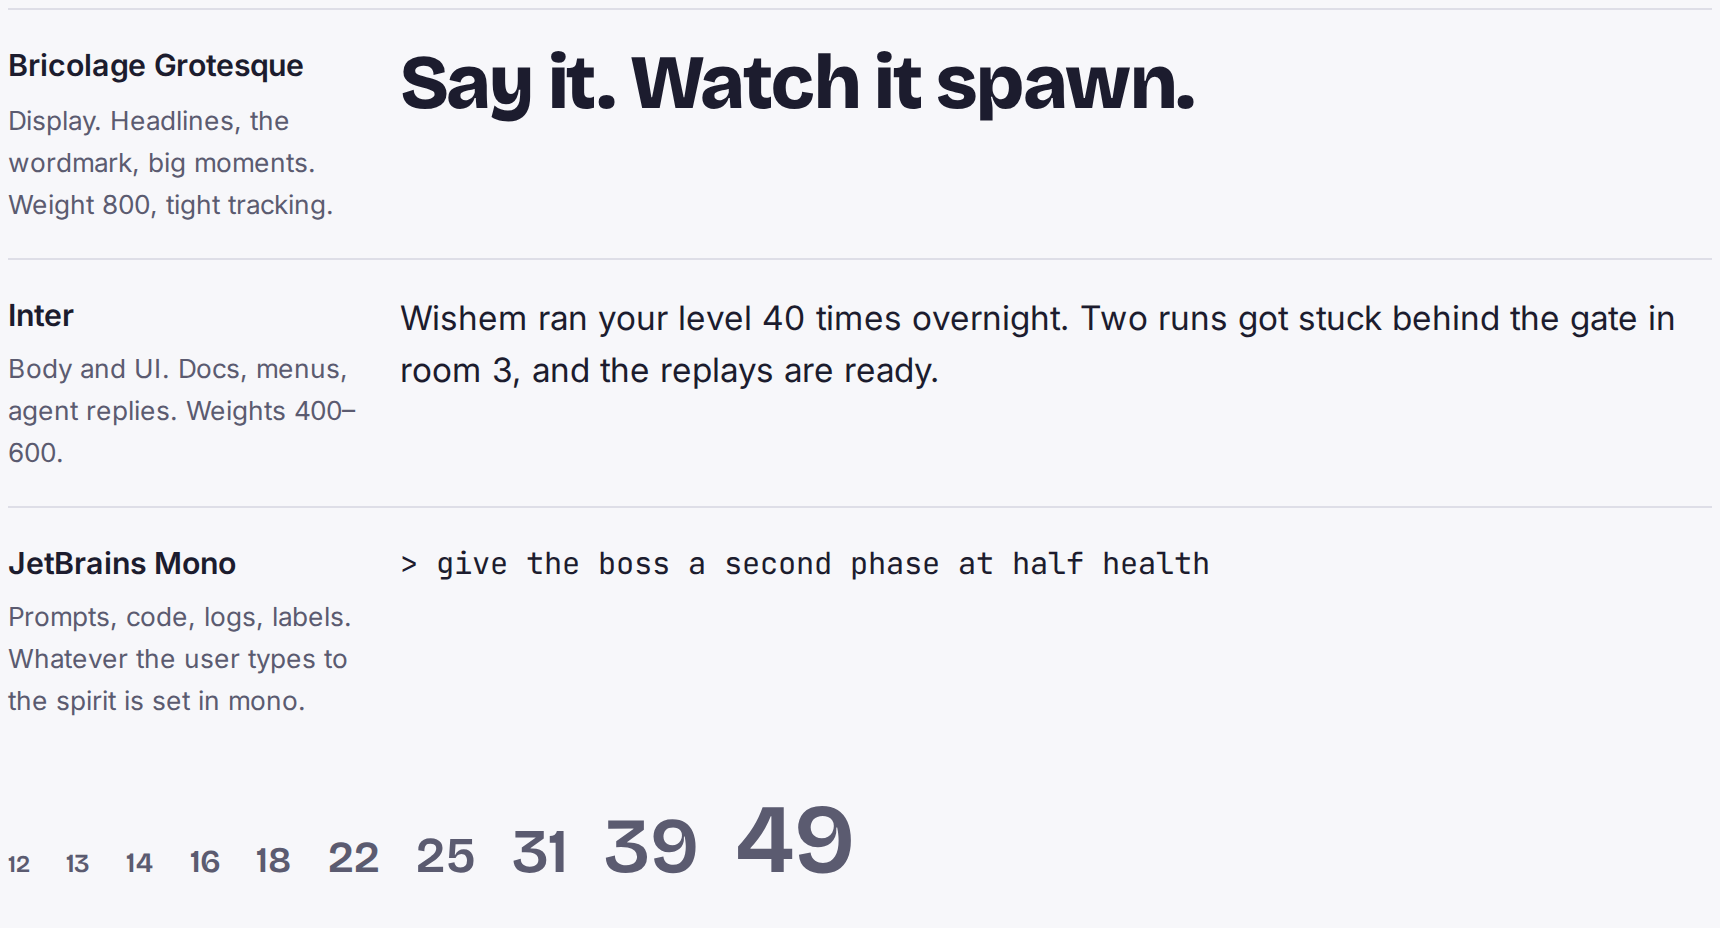 Bricolage Grotesque
Display. Headlines, the
wordmark, big moments.
Weight 800, tight tracking.
Say it. Watch it spawn.
Inter
Body and UI. Docs, menus,
agent replies. Weights 400–
600.
Wishem ran your level 40 times overnight. Two runs got stuck behind the gate in
room 3, and the replays are ready.
JetBrains Mono
Prompts, code, logs, labels.
Whatever the user types to
the spirit is set in mono.
> give the boss a second phase at half health
12 13 14 16 18 22 25 31 39 49